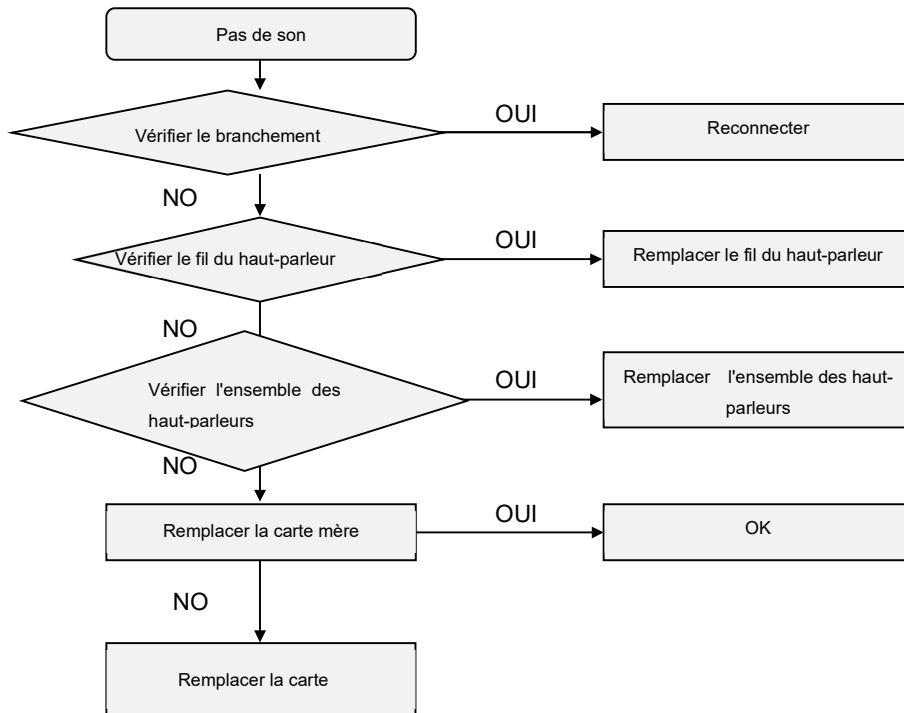 Pas de son
Vérifier le branchement
OUI
Reconnecter
NO
Vérifier le fil du haut-parleur
OUI
Remplacer le fil du haut-parleur
NO
Vérifier l'ensemble des
haut-parleurs
OUI
Remplacer l'ensemble des haut-
parleurs
NO
Remplacer la carte mère
OUI
OK
NO
Remplacer la carte